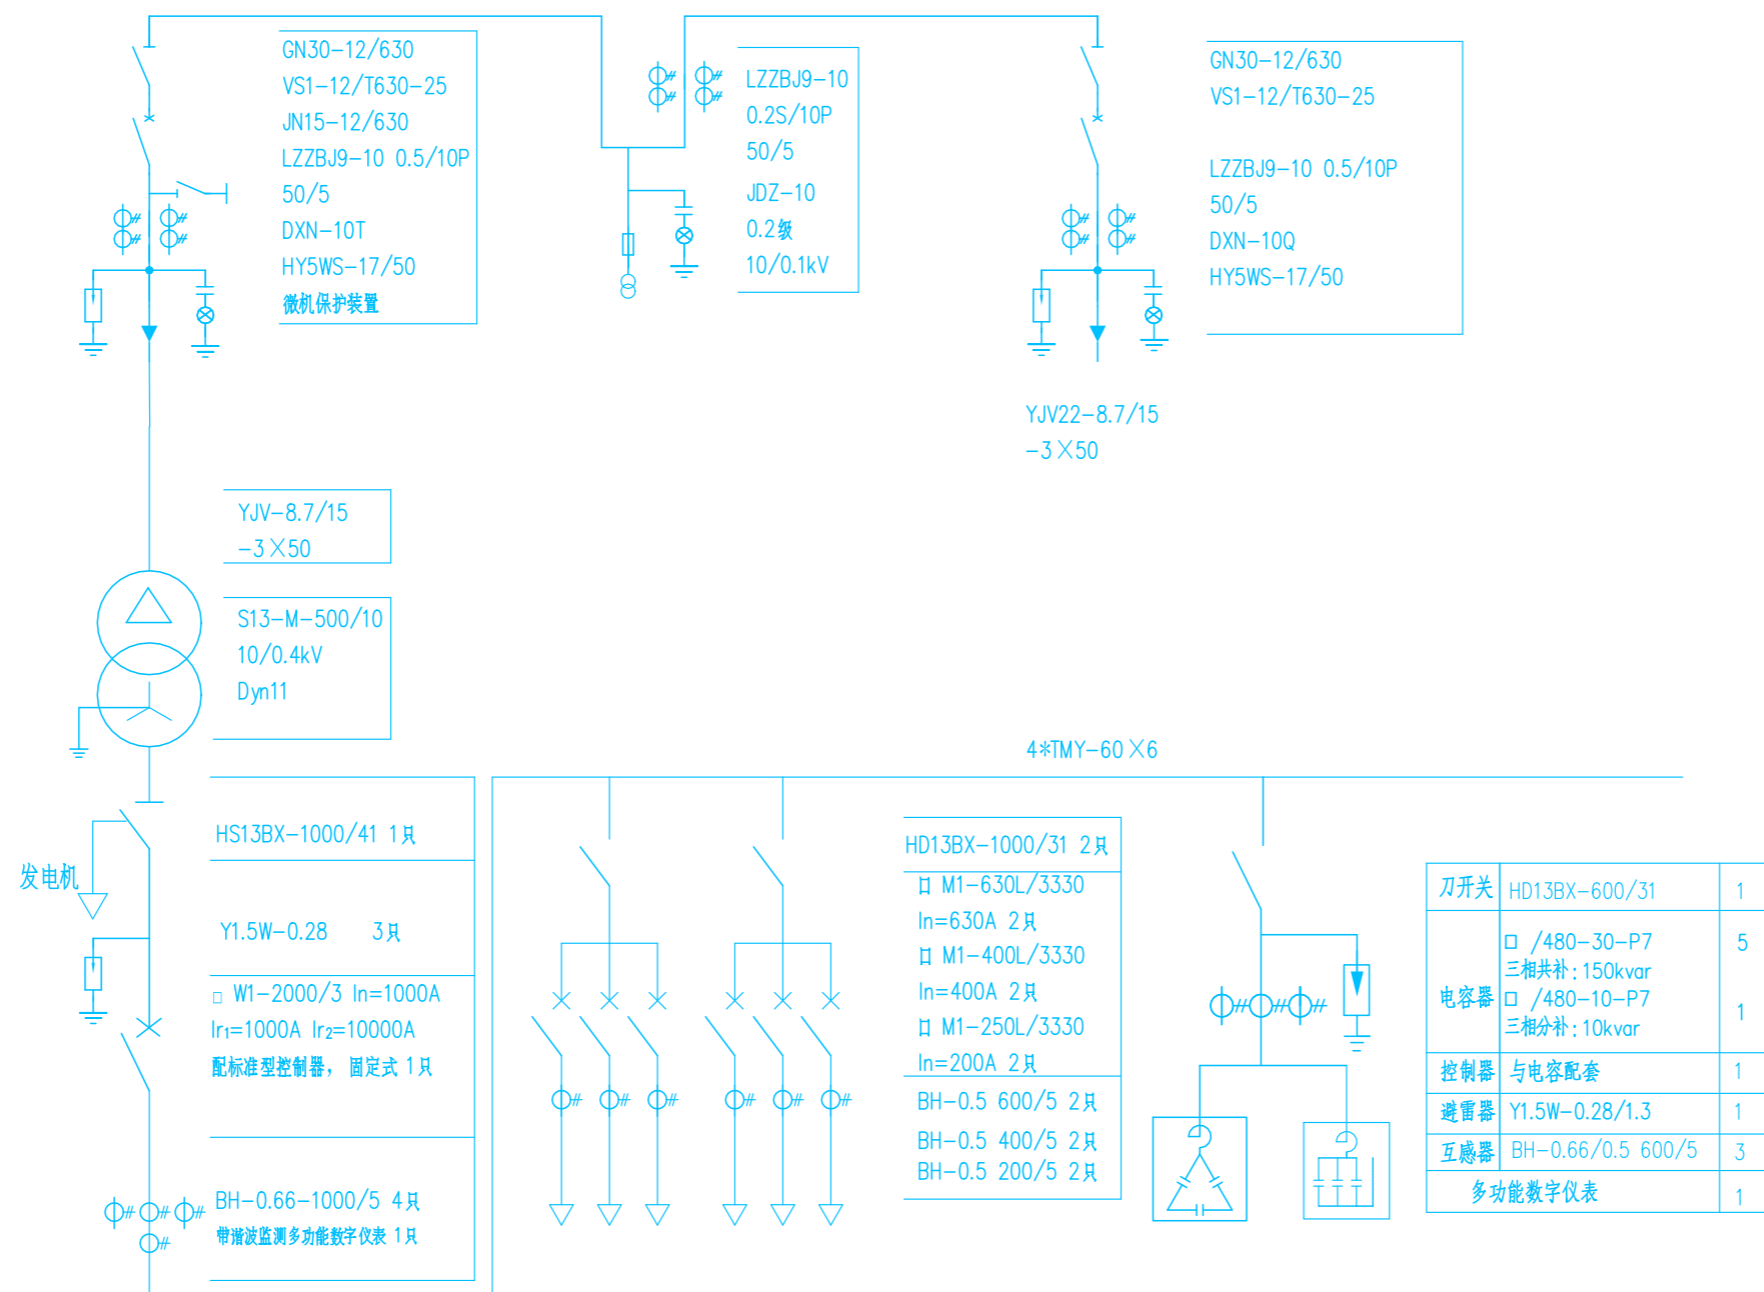 GN30-12/630
VS1-12/T630-25
JN15-12/630
LZZBJ9-10 0.5/10P
50/5
DXN-10T
HY5WS-17/50
微机保护装置
LZZBJ9-10
0.2S/10P
50/5
JDZ-10
0.2级
10/0.1kV
GN30-12/630
VS1-12/T630-25
LZZBJ9-10 0.5/10P
50/5
DXN-10Q
HY5WS-17/50
YJV22-8.7/15
-3×50
YJV-8.7/15
-3×50
S13-M-500/10
10/0.4kV
Dyn11
4*TMY-60×6
发电机
HS13BX-1000/41 1只
Y1.5W-0.28 3只
□ W1-2000/3 In=1000A
Ir1=1000A Ir2=10000A
配标准型控制器，固定式 1只
BH-0.66-1000/5 4只
带谐波监测多功能数字仪表 1只
HD13BX-1000/31 2只
□ M1-630L/3330
In=630A 2只
□ M1-400L/3330
In=400A 2只
□ M1-250L/3330
In=200A 2只
BH-0.5 600/5 2只
BH-0.5 400/5 2只
BH-0.5 200/5 2只
刀开关 HD13BX-600/31 1
电容器 □ /480-30-P7 5
三相共补：150kvar
□ /480-10-P7 1
三相分补：10kvar
控制器 与电容配套 1
避雷器 Y1.5W-0.28/1.3 1
互感器 BH-0.66/0.5 600/5 3
多功能数字仪表 1